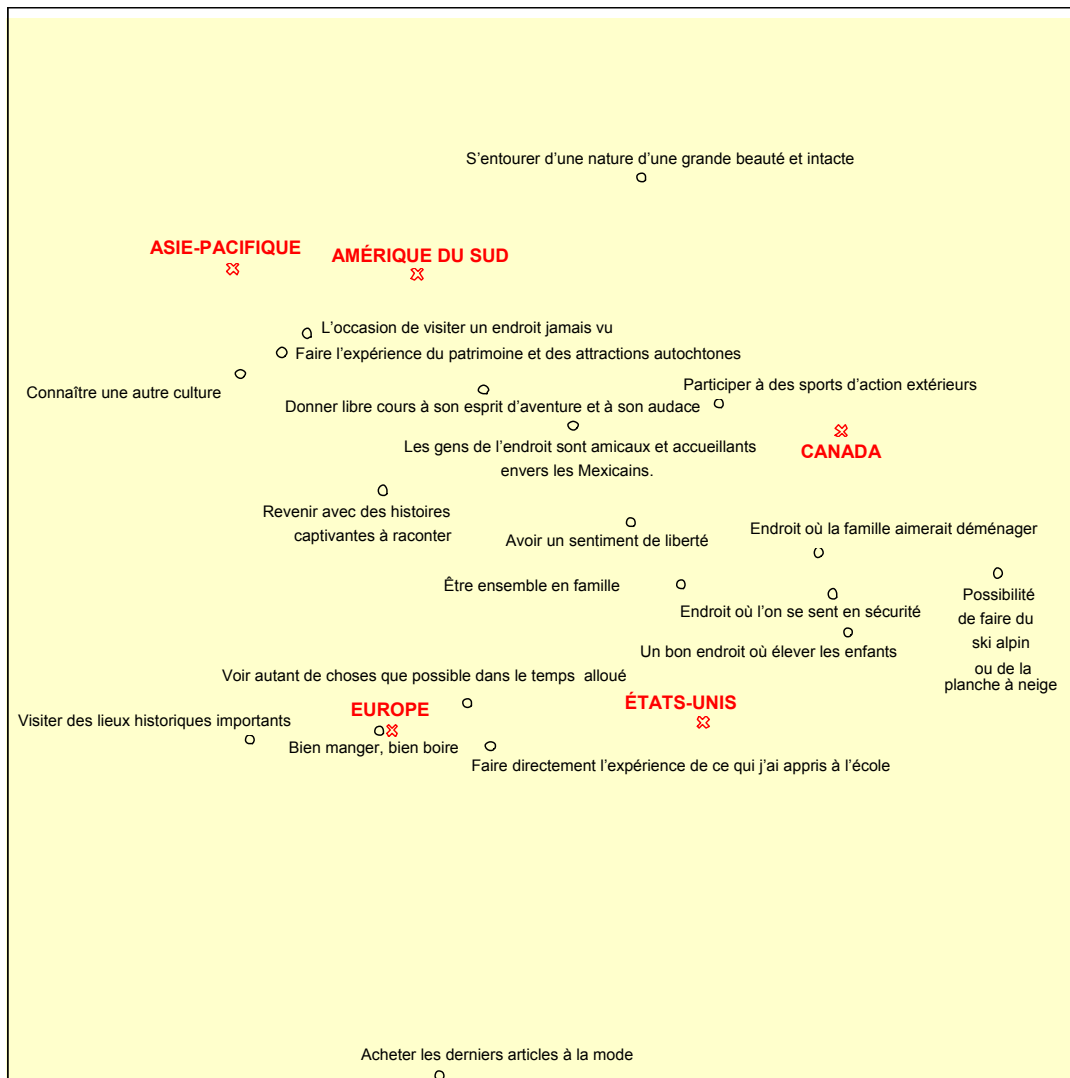 S’entourer d’une nature d’une grande beauté et intacte
ASIE-PACIFIQUE
AMÉRIQUE DU SUD
L’occasion de visiter un endroit jamais vu
Faire l’expérience du patrimoine et des attractions autochtones
Connaître une autre culture
Participer à des sports d’action extérieurs
Donner libre cours à son esprit d’aventure et à son audace
Les gens de l’endroit sont amicaux et accueillants
envers les Mexicains.
CANADA
Revenir avec des histoires
captivantes à raconter
Avoir un sentiment de liberté
Endroit où la famille aimerait déménager
Être ensemble en famille
Endroit où l’on se sent en sécurité
Possibilité
de faire du
ski alpin
ou de la
planche à neige
Un bon endroit où élever les enfants
Voir autant de choses que possible dans le temps alloué
EUROPE
ÉTATS-UNIS
Visiter des lieux historiques importants
Bien manger, bien boire
Faire directement l’expérience de ce qui j’ai appris à l’école
Acheter les derniers articles à la mode